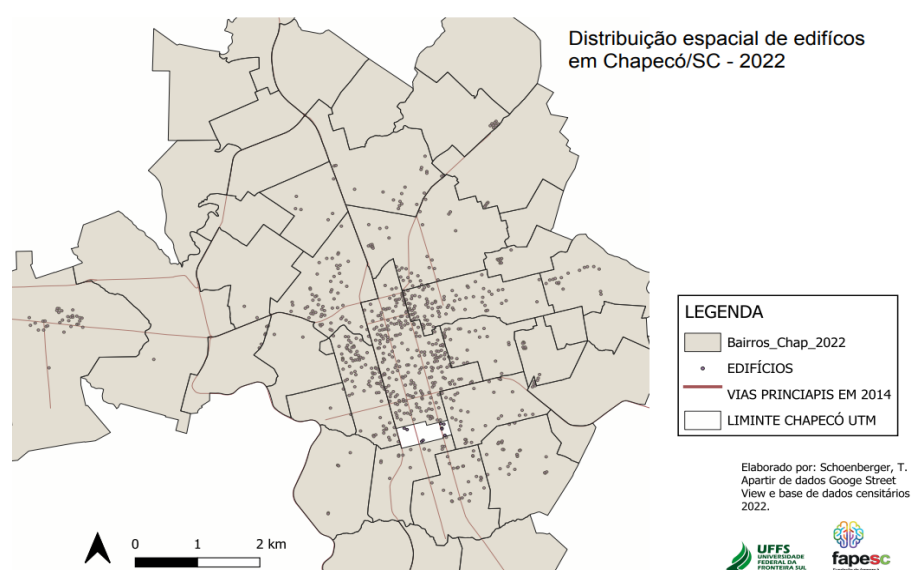 Distribuição espacial de edifícos
em Chapecó/SC - 2022
LEGENDA
Bairros_Chap_2022
EDIFÍCIOS
VIAS PRINCIAPIS EM 2014
LIMINTE CHAPECÓ UTM
Elaborado por: Schoenberger, T.
Apartir de dados Googe Street
View e base de dados censitários
2022.
0 1 2 km
UFFS
UNIVERSIDADE
FEDERAL DA
FRONTEIRA SUL
fapesc